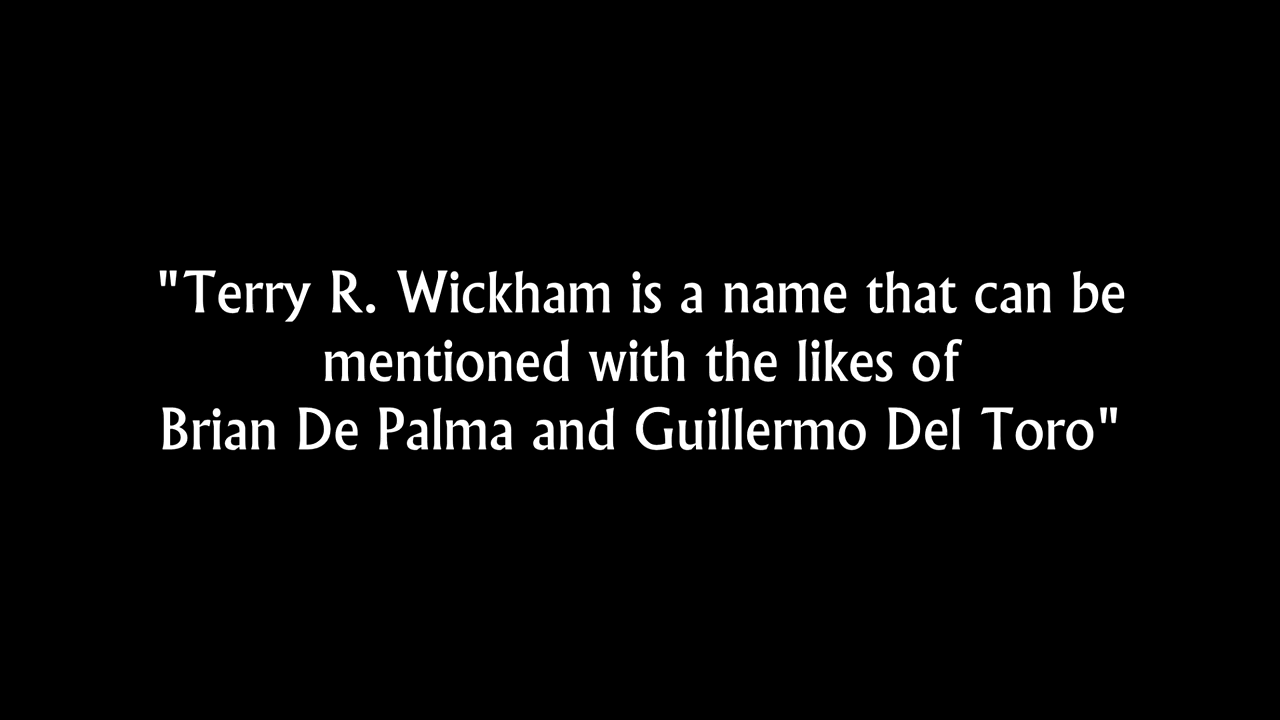 "Terry R. Wickham is a name that can be
mentioned with the likes of
Brian De Palma and Guillermo Del Toro"